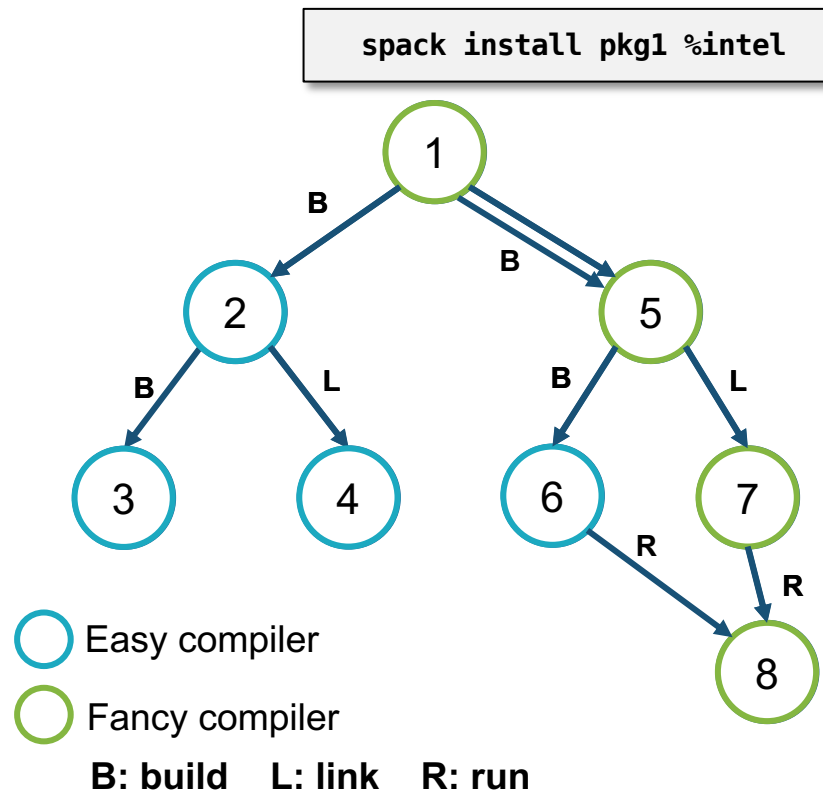 spack install pkg1 %intel
1
B
B
2
5
B
L
B
L
3
4
6
7
R
R
8
Easy compiler
Fancy compiler
B: build L: link R: run